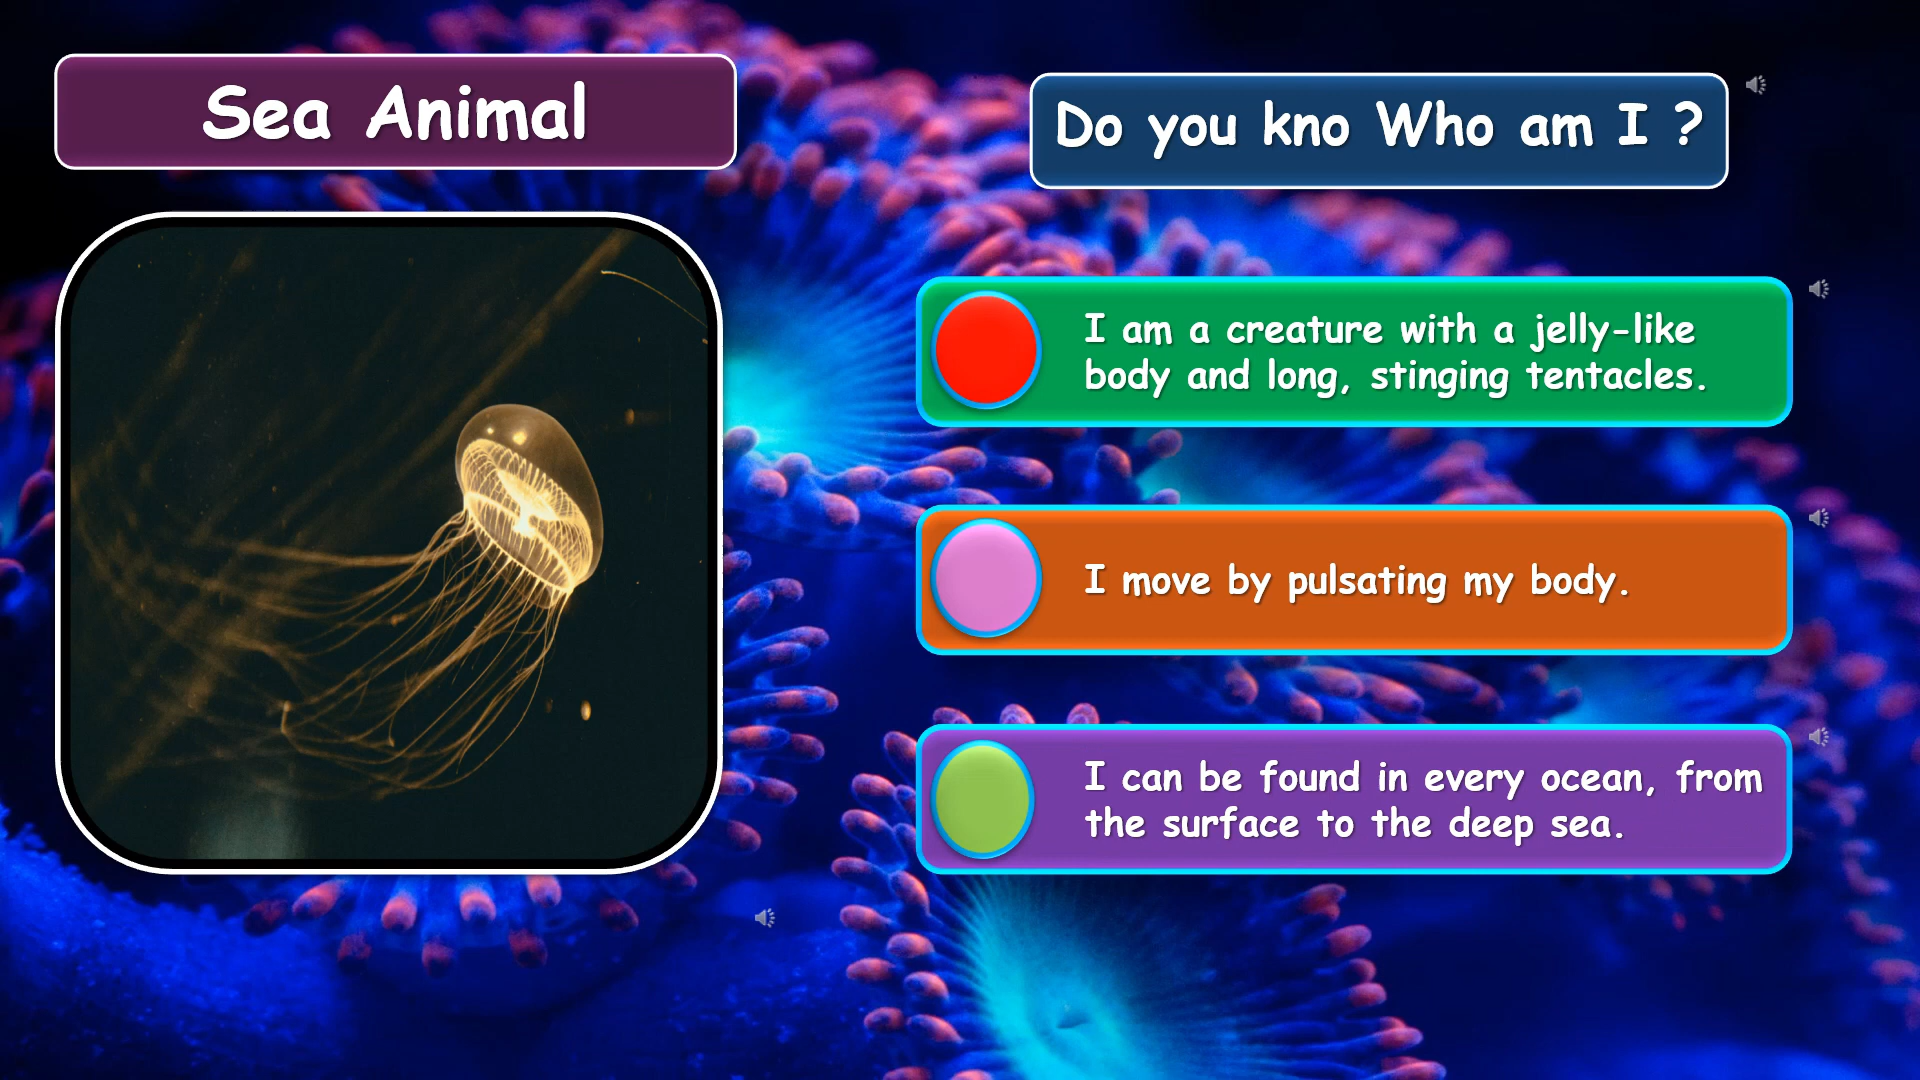 Sea Animal
Do you kno Who am I ?
I am a creature with a jelly-like
body and long, stinging tentacles.
I move by pulsating my body.
I can be found in every ocean, from
the surface to the deep sea.